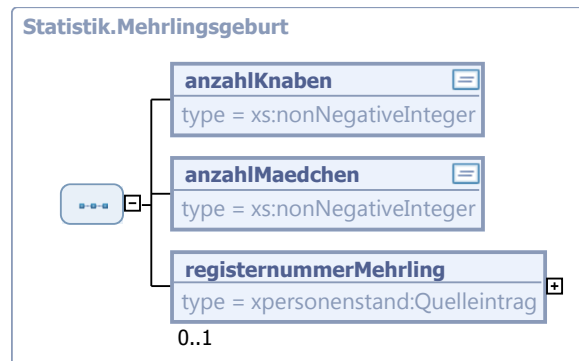 Statistik.Mehrlingsgeburt
anzahlKnaben
type = xs:nonNegativeInteger
anzahlMaedchen
type = xs:nonNegativeInteger
registernummerMehrling
type = xpersonenstand:Quelleintrag
0..1